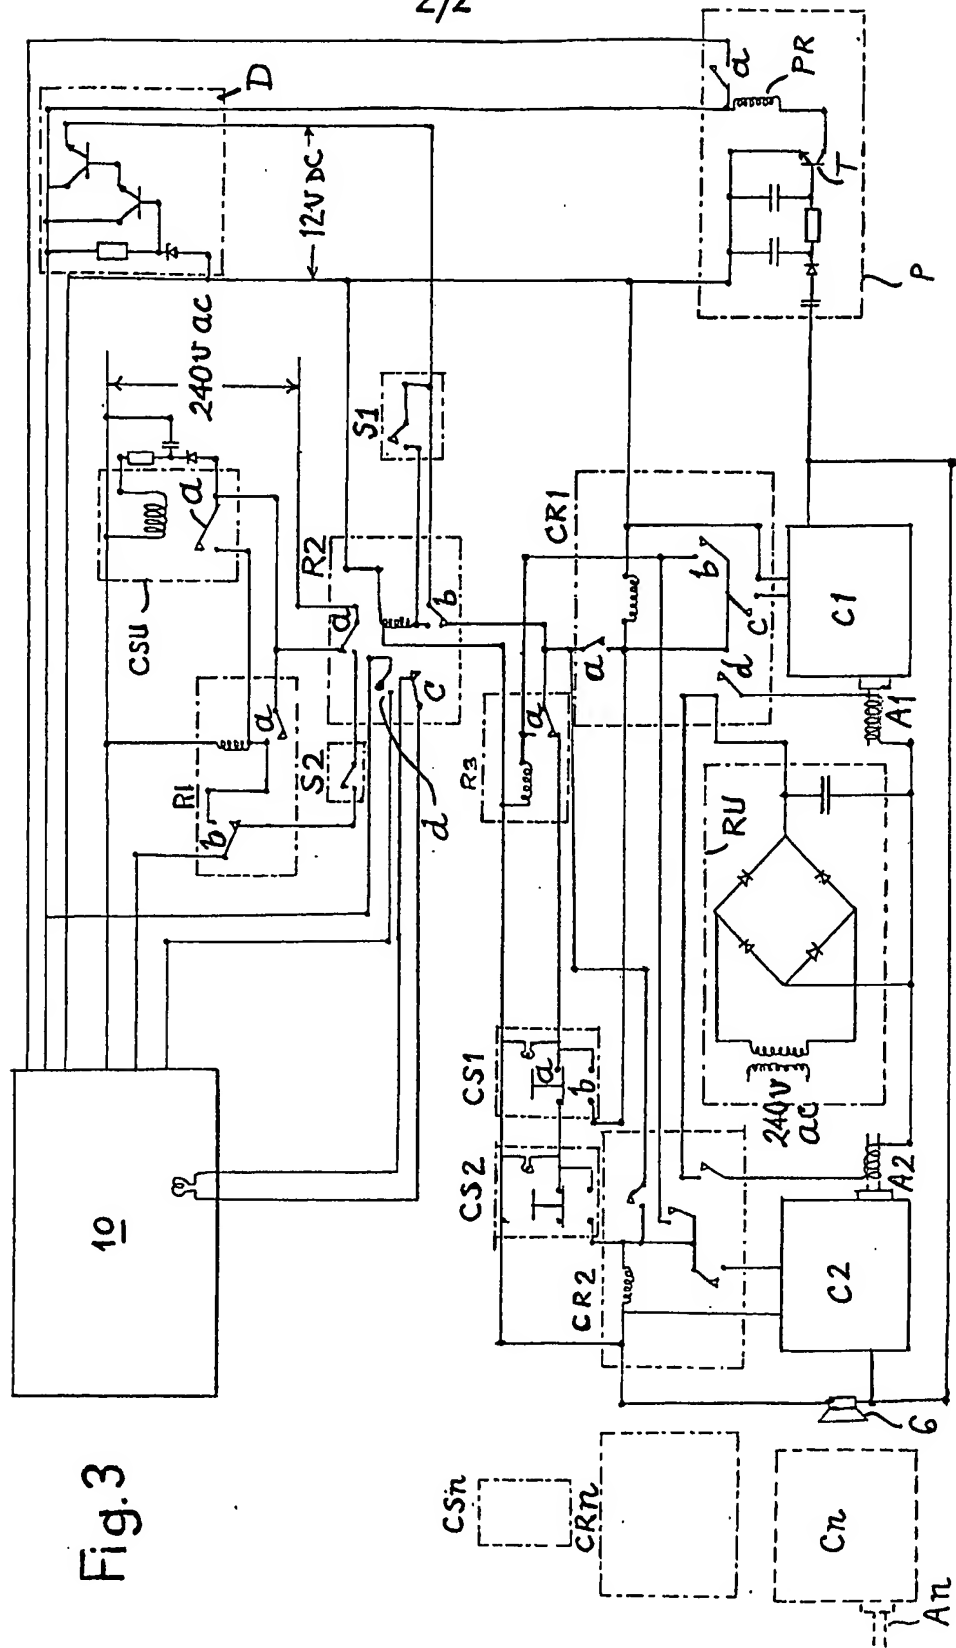 2/2
D
a
PR
T
P
12V DC
240V ac
S1
a
CSU
R2
a
b
c
d
R1
a
b
S2
R3
a
CR1
a
b
c
d
C1
A1
RU
240V
ac
CS1
a
b
CS2
CR2
C2
A2
6
10
Fig.3
CSn
CRn
Cn
An